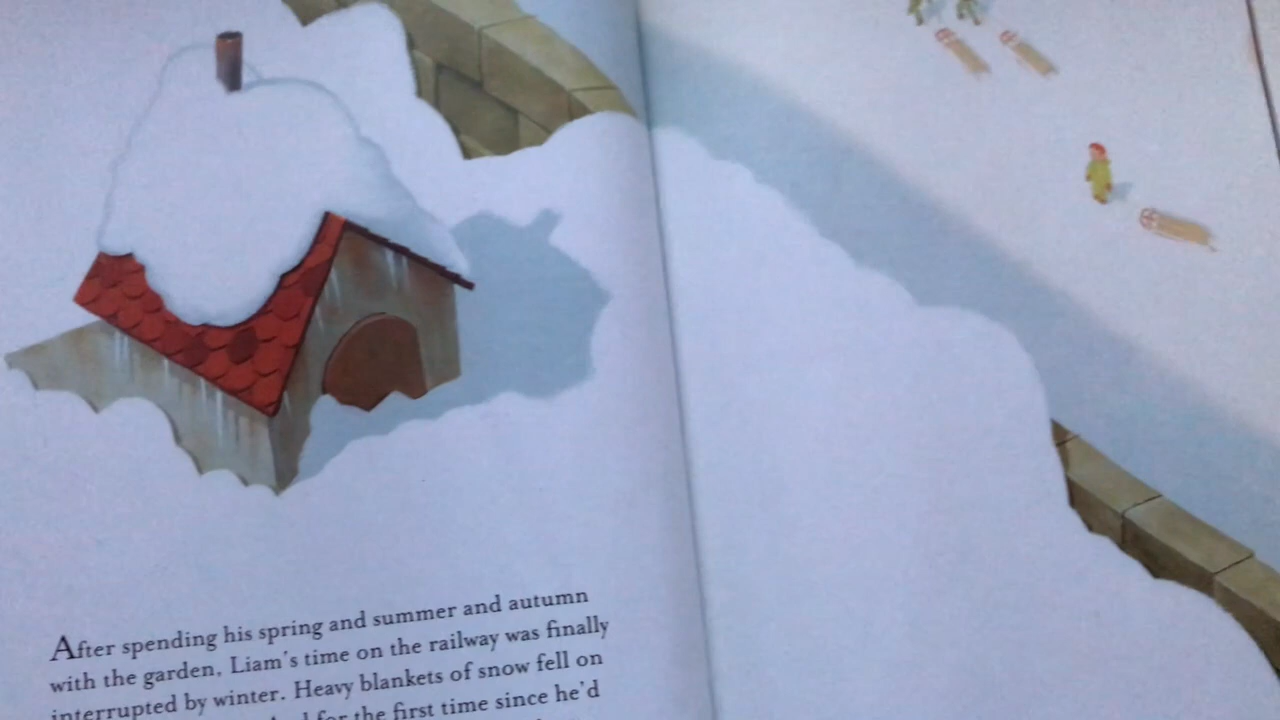 After spending his spring and summer and autumn
with the garden, Liam's time on the railway was finally
interrupted by winter. Heavy blankets of snow fell on
for the first time since he'd